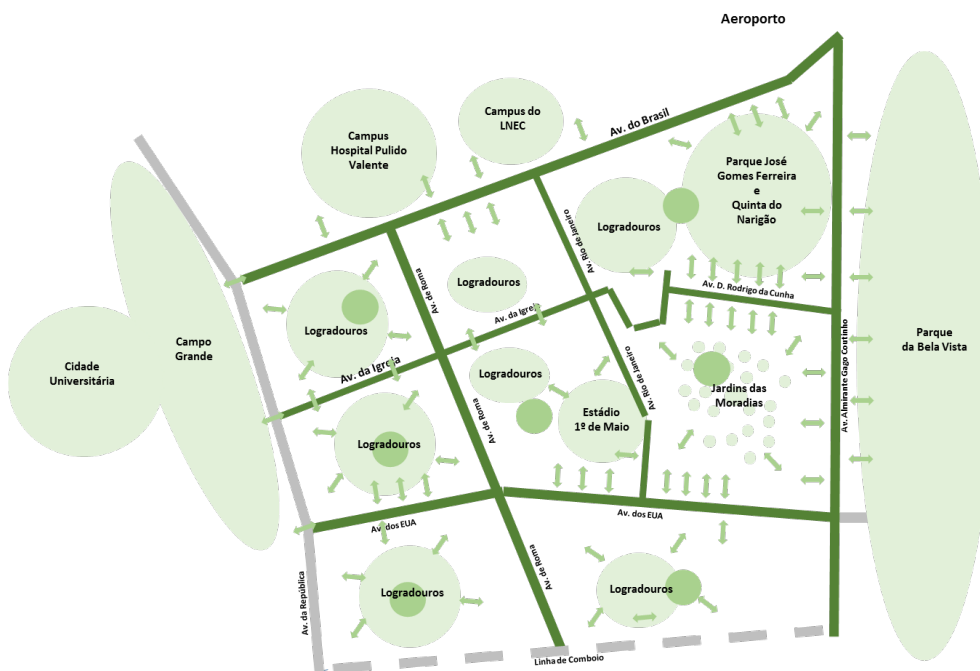 Aeroporto
Campus do
LNEC
Av. do Brasil
Campus
Hospital Pulido
Valente
Parque José
Gomes Ferreira
e
Quinta do
Narigão
Logradouros
Av. Rio de Janeiro
Av. de Roma
Logradouros
Av. D. Rodrigo da Cunha
Logradouros
Av. da Igreja
Campo
Grande
Parque
da Bela Vista
Av. Almirante Gago Coutinho
Cidade
Universitária
Av. da Igreja
Logradouros
Av. Rio de Janeiro
Jardins das
Moradias
Estádio
1º de Maio
Av. de Roma
Logradouros
Av. dos EUA
Av. dos EUA
Av. de Roma
Logradouros
Logradouros
Av. da República
Linha de Comboio